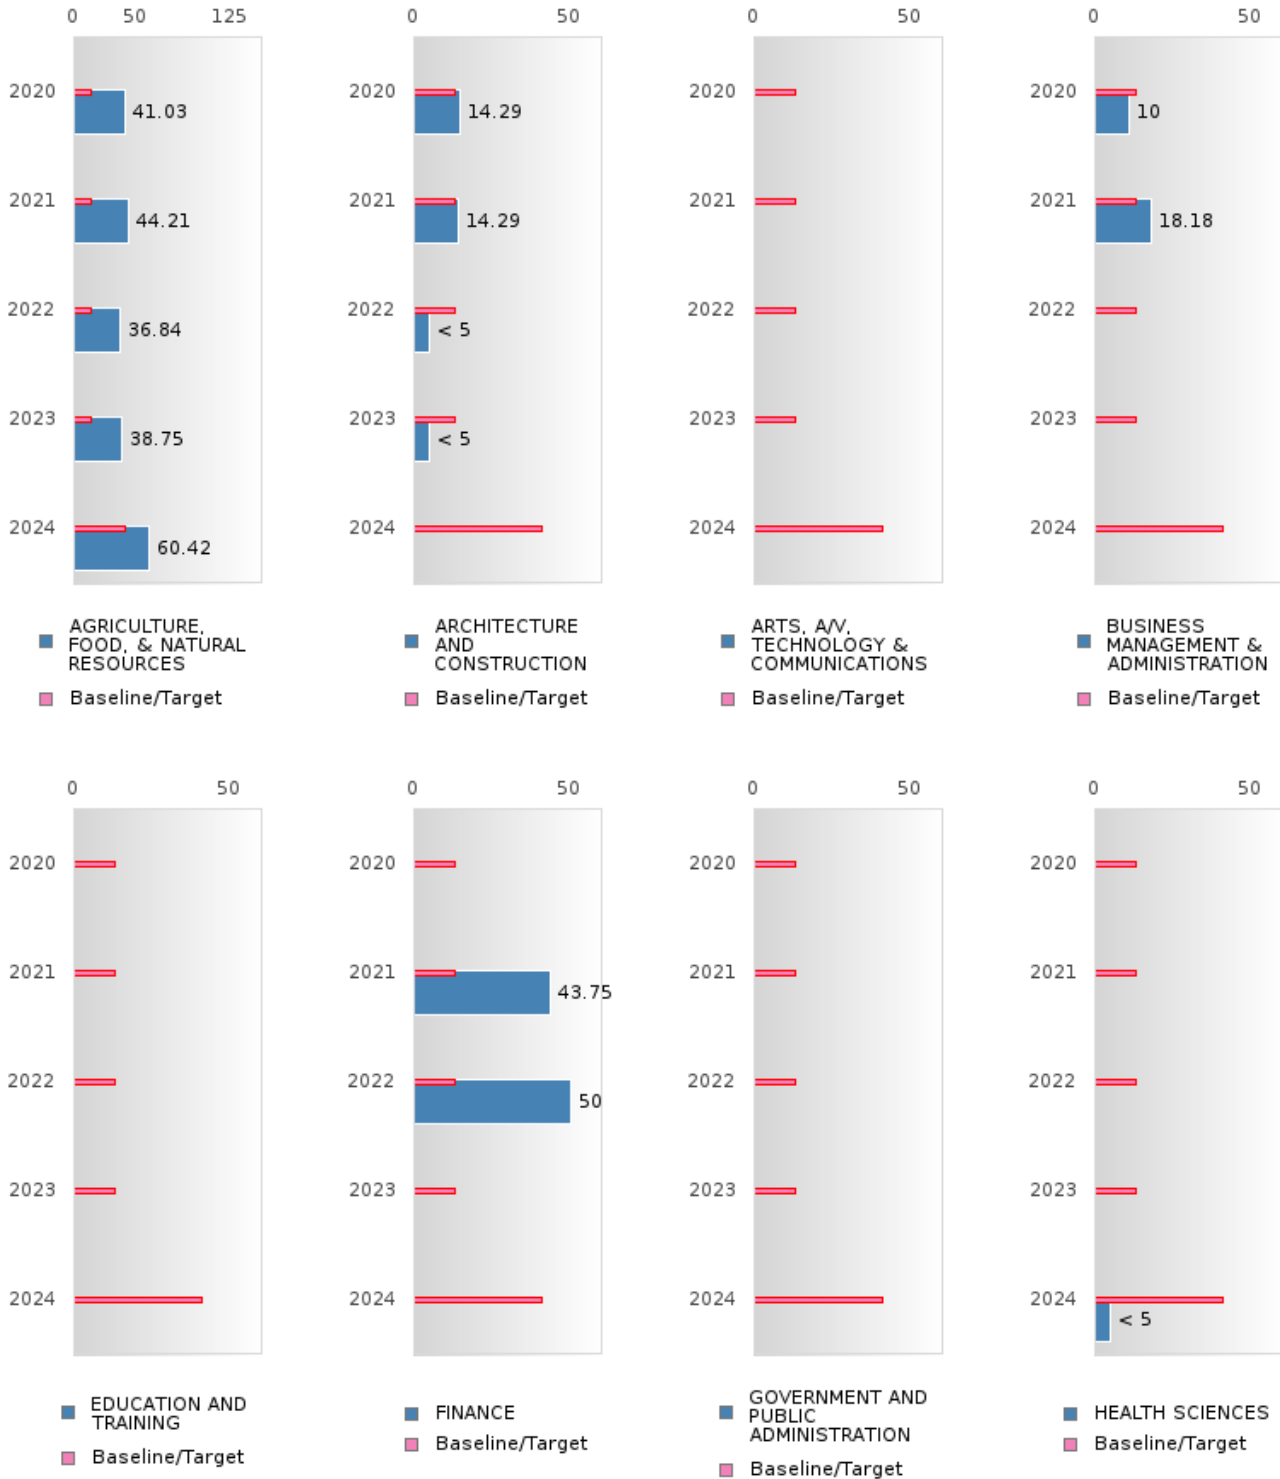 0 50 125 0 50 0 50 0 50
2020 41.03 2020 14.29 2020 2020 10
2021 44.21 2021 14.29 2021 2021 18.18
2022 36.84 2022 < 5 2022 2022
2023 38.75 2023 < 5 2023 2023
2024 60.42 2024 2024 2024
AGRICULTURE,
FOOD, & NATURAL
RESOURCES
Baseline/Target
ARCHITECTURE
AND
CONSTRUCTION
Baseline/Target
ARTS, A/V,
TECHNOLOGY &
COMMUNICATIONS
Baseline/Target
BUSINESS
MANAGEMENT &
ADMINISTRATION
Baseline/Target
0 50 0 50 0 50 0 50
2020 2020 2020 2020
2021 2021 43.75 2021 2021
2022 2022 50 2022 2022
2023 2023 2023 2023
2024 2024 2024 2024 < 5
EDUCATION AND
TRAINING
Baseline/Target
FINANCE
Baseline/Target
GOVERNMENT AND
PUBLIC
ADMINISTRATION
Baseline/Target
HEALTH SCIENCES
Baseline/Target